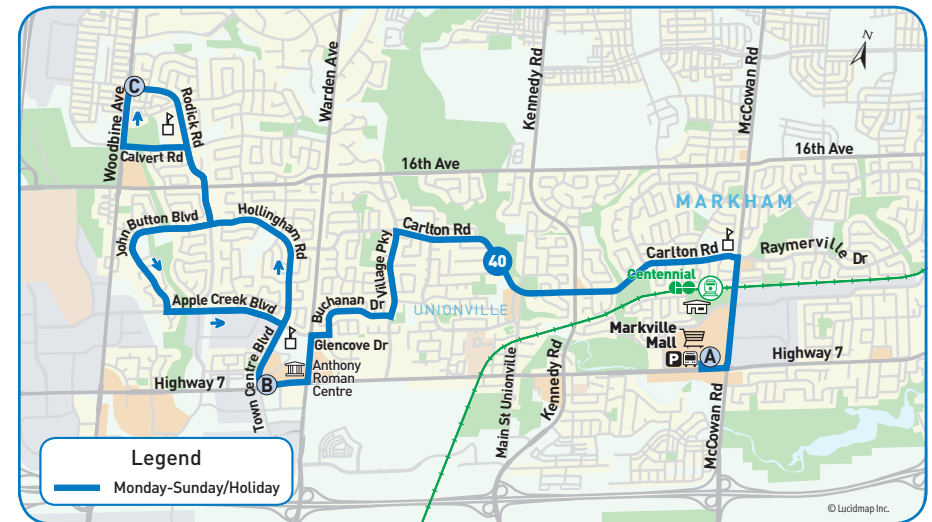 N
Woodbine Ave
C
Rodick Rd
Calvert Rd
Warden Ave
Kennedy Rd
McCowan Rd
16th Ave
16th Ave
MARKHAM
John Button Blvd
Hollingham Rd
Village Pky
Carlton Rd
40
Carlton Rd
Raymerville Dr
Centennial
GO
Apple Creek Blvd
Buchanan Dr
UNIONVILLE
Town Centre Blvd
Glencove Dr
Markville
Mall
P
A
Highway 7
Highway 7
B
Anthony
Roman
Centre
Main St Unionville
Kennedy Rd
McCowan Rd
Legend
Monday-Sunday/Holiday
© Lucidmap Inc.